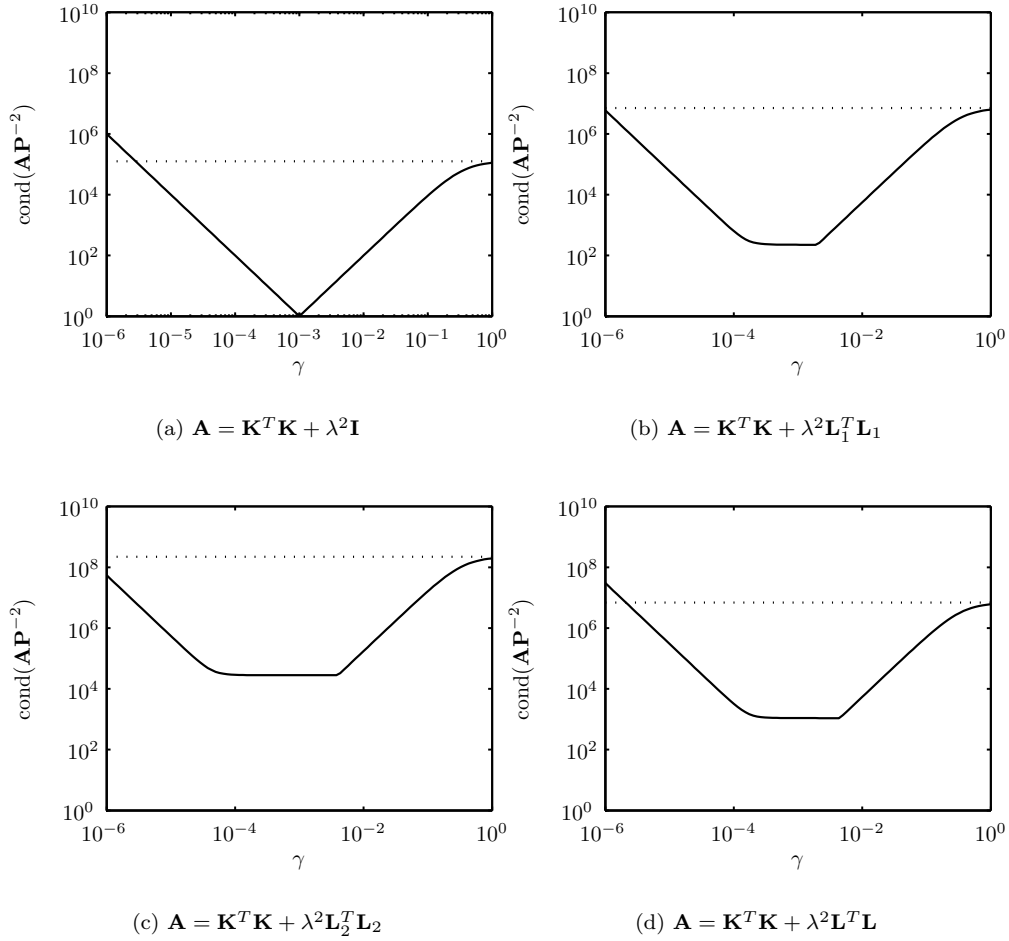 10^10
10^8
10^6
10^4
10^2
10^0
cond(AP^−2)
10^−6 10^−5 10^−4 10^−3 10^−2 10^−1 10^0
γ
(a) A = K^T K + λ^2 I
10^10
10^8
10^6
10^4
10^2
10^0
cond(AP^−2)
10^−6 10^−4 10^−2 10^0
γ
(b) A = K^T K + λ^2 L_1^T L_1
10^10
10^8
10^6
10^4
10^2
10^0
cond(AP^−2)
10^−6 10^−4 10^−2 10^0
γ
(c) A = K^T K + λ^2 L_2^T L_2
10^10
10^8
10^6
10^4
10^2
10^0
cond(AP^−2)
10^−6 10^−4 10^−2 10^0
γ
(d) A = K^T K + λ^2 L^T L